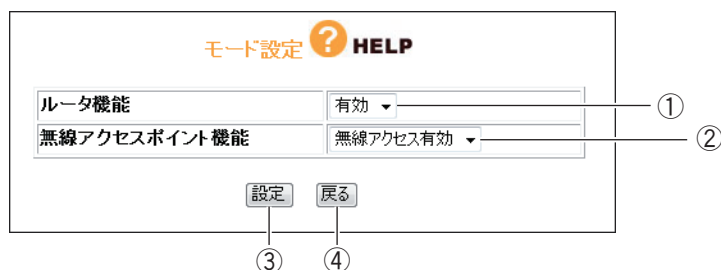 モード設定 ? HELP
ルータ機能 有効 ①
無線アクセスポイント機能 無線アクセス有効 ②
設定 戻る
③ ④